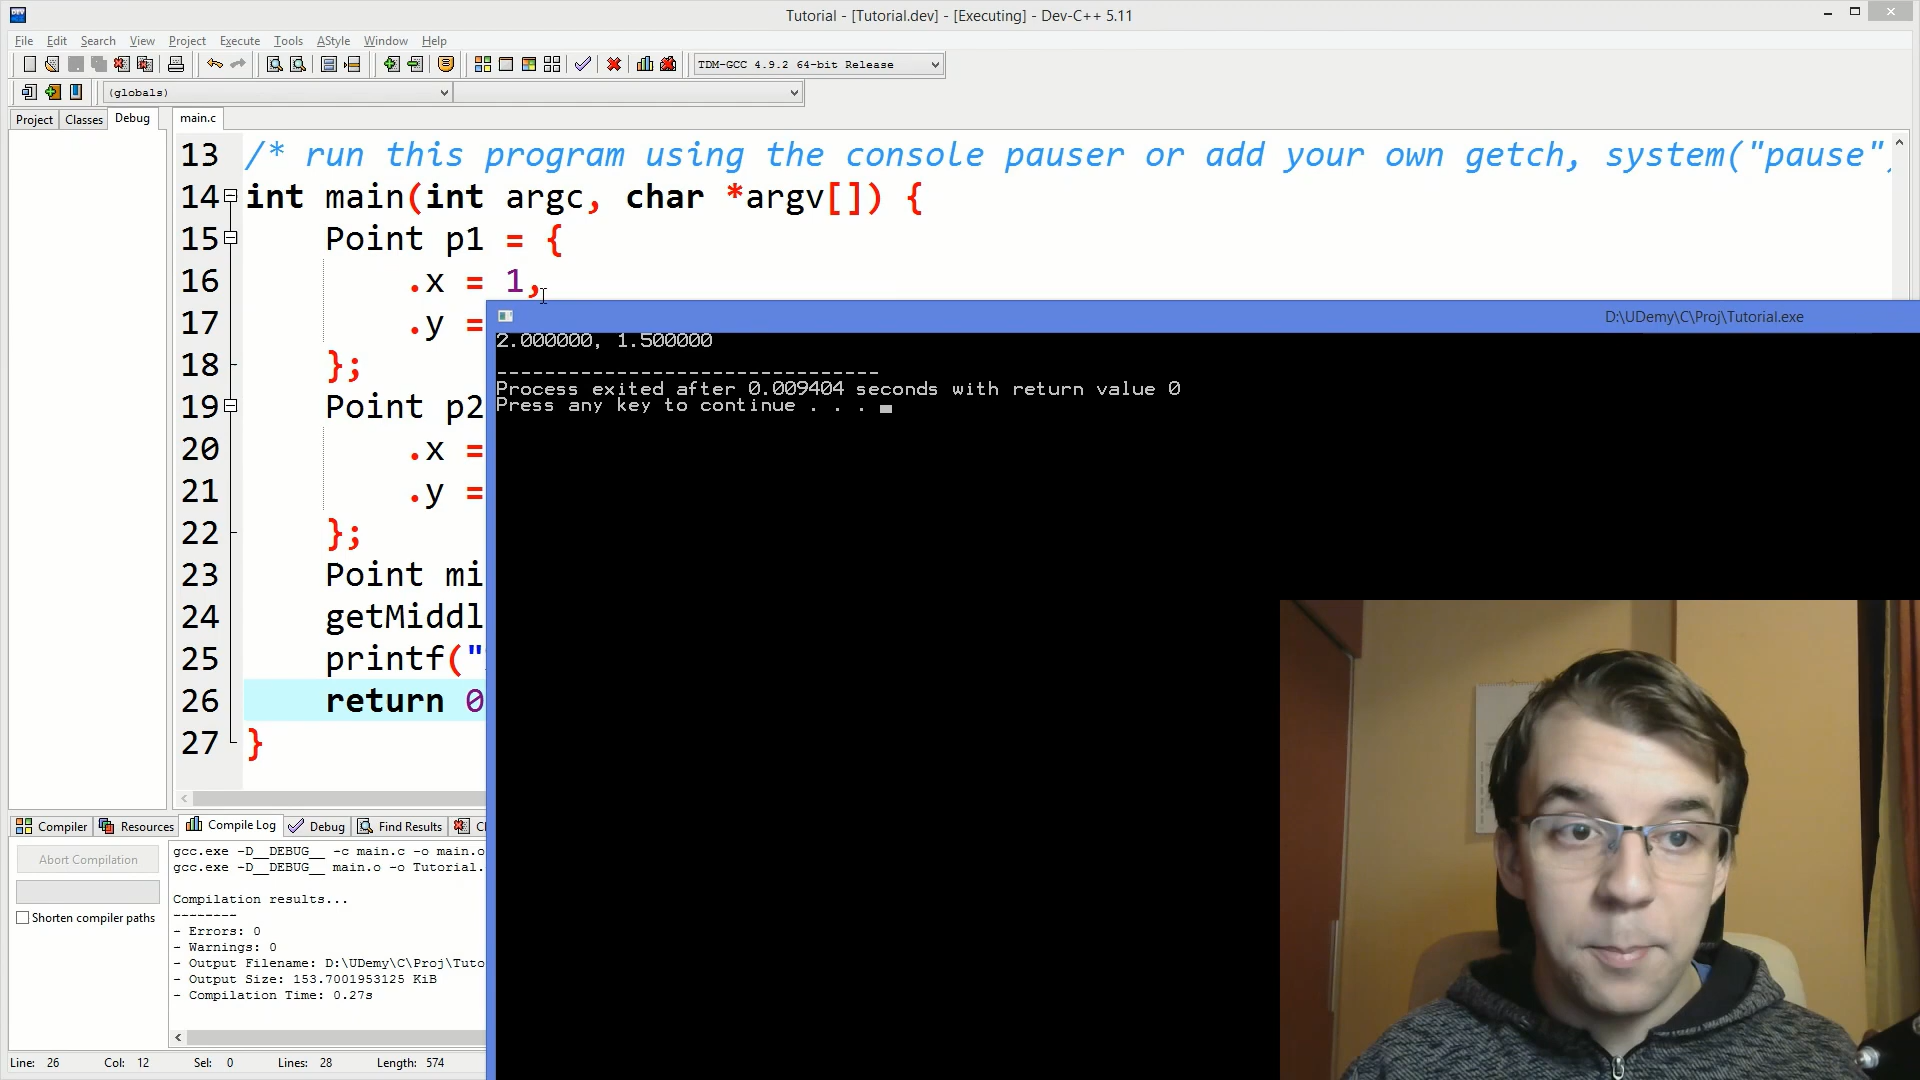 Tutorial - [Tutorial.dev] - [Executing] - Dev-C++ 5.11
File Edit Search View Project Execute Tools AStyle Window Help
TDM-GCC 4.9.2 64-bit Release
(globals)
Project Classes Debug main.c
13 /* run this program using the console pauser or add your own getch, system("pause")
14 int main(int argc, char *argv[]) {
15 Point p1 = {
16 .x = 1,
17 .y =
18 };
19 Point p2
20 .x =
21 .y =
22 };
23 Point mi
24 getMiddl
25 printf("
26 return 0
27 }
D:\UDemy\C\Proj\Tutorial.exe
2.000000, 1.500000
--------------------------------
Process exited after 0.009404 seconds with return value 0
Press any key to continue . . .
Compiler Resources Compile Log Debug Find Results Cl
Abort Compilation
Shorten compiler paths
gcc.exe -D__DEBUG__ -c main.c -o main.o
gcc.exe -D__DEBUG__ main.o -o Tutorial.
Compilation results...
--------
- Errors: 0
- Warnings: 0
- Output Filename: D:\UDemy\C\Proj\Tuto
- Output Size: 153.7001953125 KiB
- Compilation Time: 0.27s
Line: 26 Col: 12 Sel: 0 Lines: 28 Length: 574